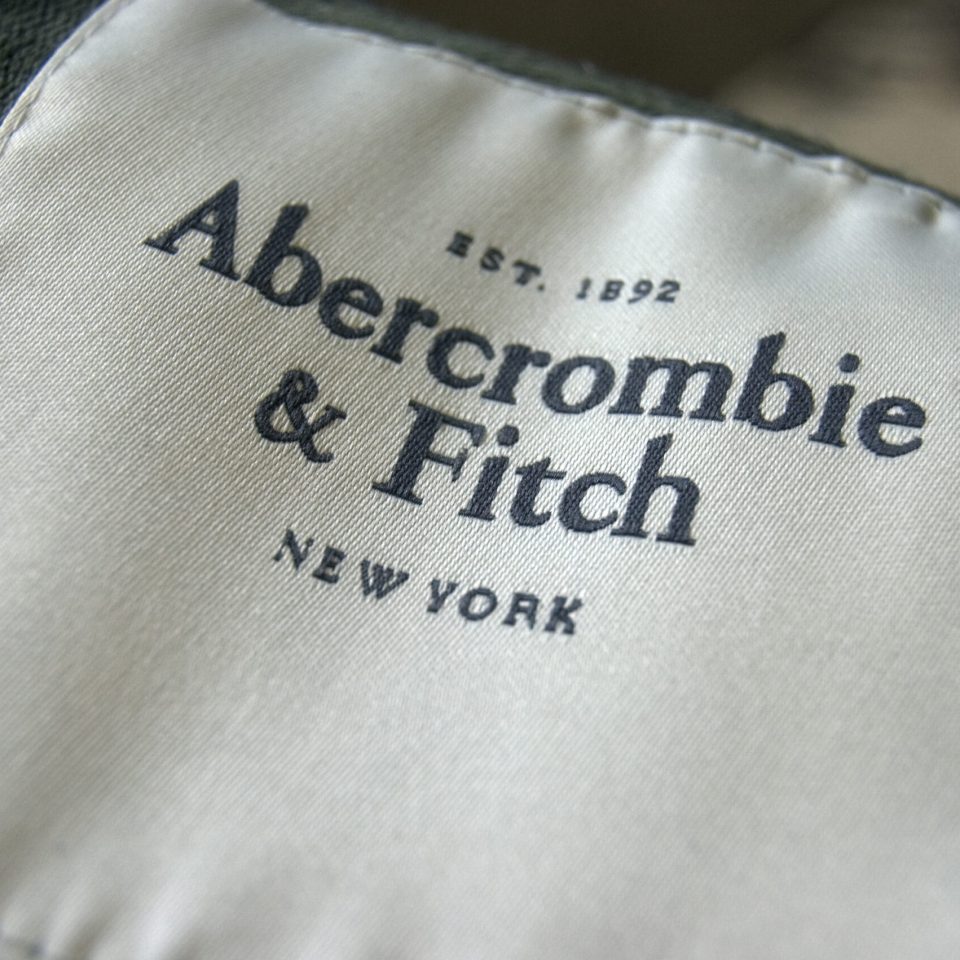 EST. 1892
Abercrombie
& Fitch
NEW YORK